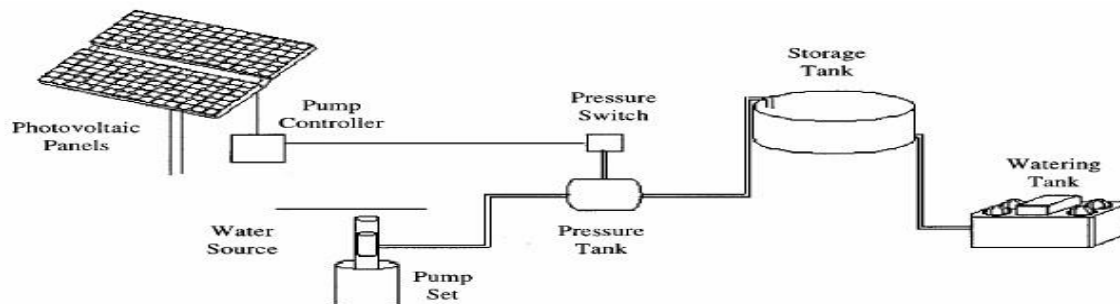 Photovoltaic
Panels
Pump
Controller
Pressure
Switch
Storage
Tank
Watering
Tank
Water
Source
Pressure
Tank
Pump
Set